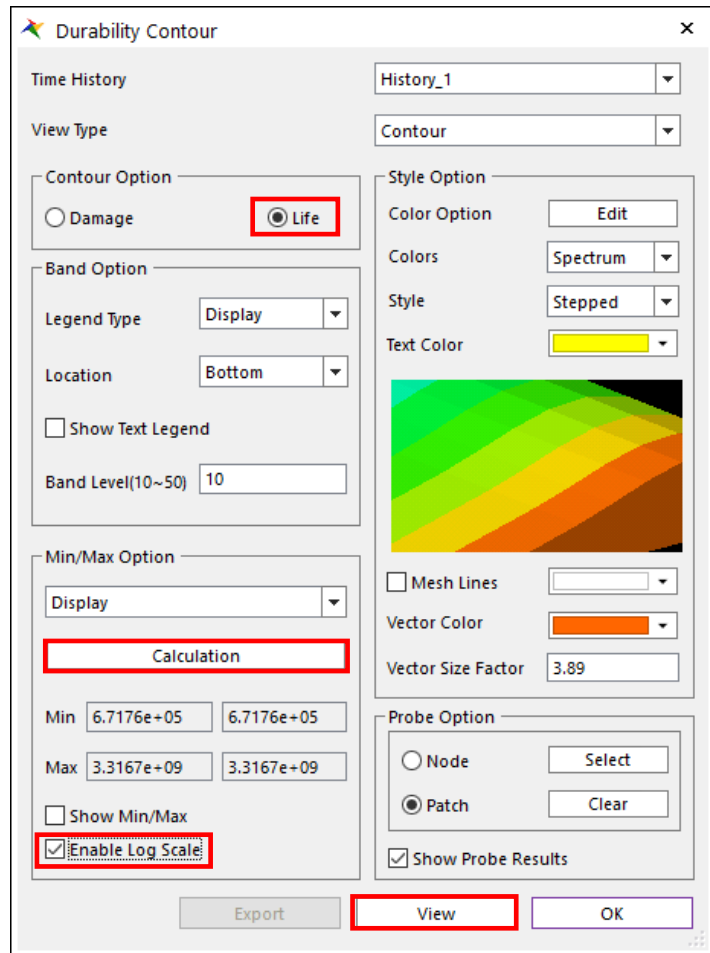 Durability Contour
Time History
History_1
View Type
Contour
Contour Option
Damage
Life
Band Option
Legend Type
Display
Location
Bottom
Show Text Legend
Band Level(10~50)
10
Min/Max Option
Display
Calculation
Min
6.7176e+05
6.7176e+05
Max
3.3167e+09
3.3167e+09
Show Min/Max
Enable Log Scale
Style Option
Color Option
Edit
Colors
Spectrum
Style
Stepped
Text Color
Mesh Lines
Vector Color
Vector Size Factor
3.89
Probe Option
Node
Select
Patch
Clear
Show Probe Results
Export
View
OK